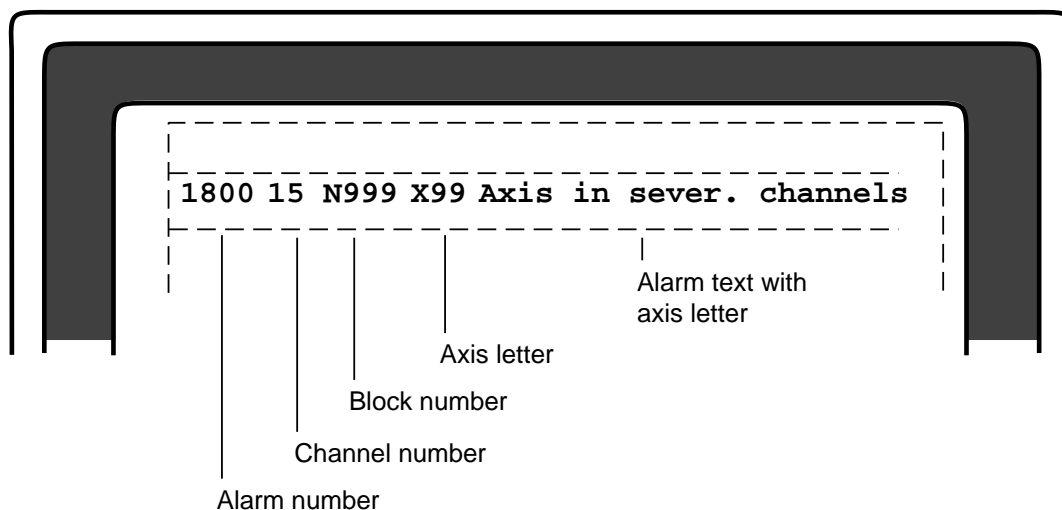 1800 15 N999 X99 Axis in sever. channels
Alarm text with
axis letter
Axis letter
Block number
Channel number
Alarm number